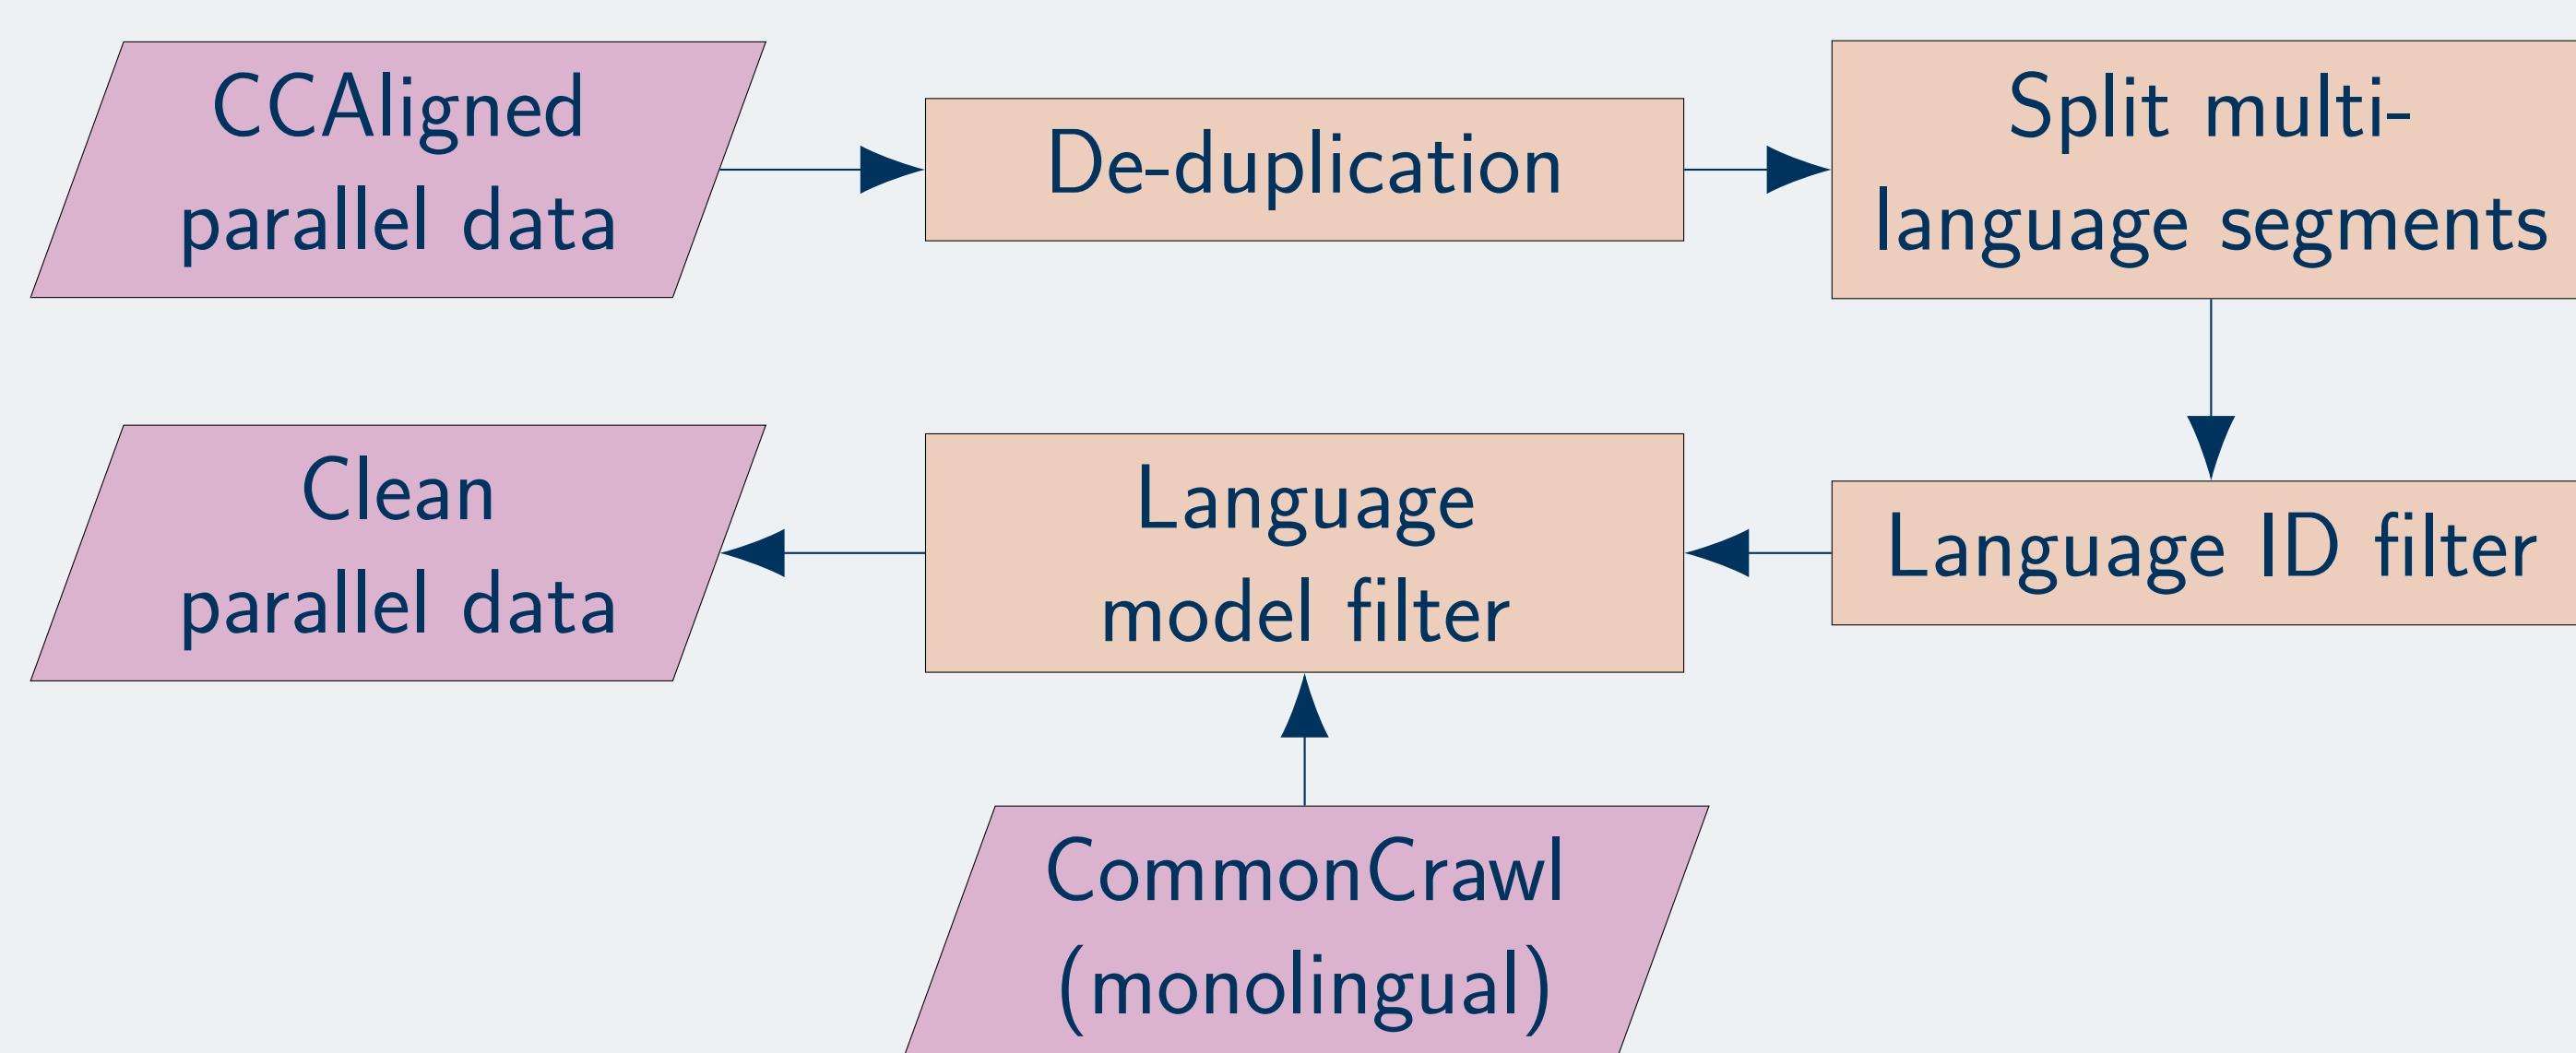 CCAligned
parallel data
De-duplication
Split multi-
language segments
Language ID filter
Language
model filter
Clean
parallel data
CommonCrawl
(monolingual)